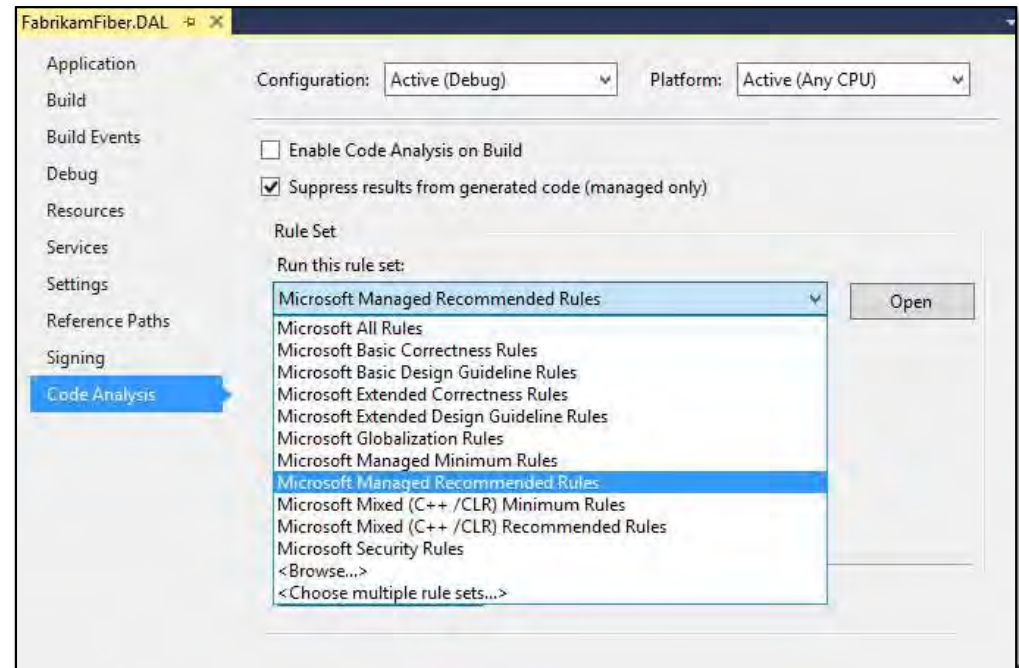 FabrikamFiber.DAL
Application
Build
Build Events
Debug
Resources
Services
Settings
Reference Paths
Signing
Code Analysis
Configuration: Active (Debug) Platform: Active (Any CPU)
Enable Code Analysis on Build
Suppress results from generated code (managed only)
Rule Set
Run this rule set:
Microsoft Managed Recommended Rules Open
Microsoft All Rules
Microsoft Basic Correctness Rules
Microsoft Basic Design Guideline Rules
Microsoft Extended Correctness Rules
Microsoft Extended Design Guideline Rules
Microsoft Globalization Rules
Microsoft Managed Minimum Rules
Microsoft Managed Recommended Rules
Microsoft Mixed (C++ /CLR) Minimum Rules
Microsoft Mixed (C++ /CLR) Recommended Rules
Microsoft Security Rules
<Browse...>
<Choose multiple rule sets...>